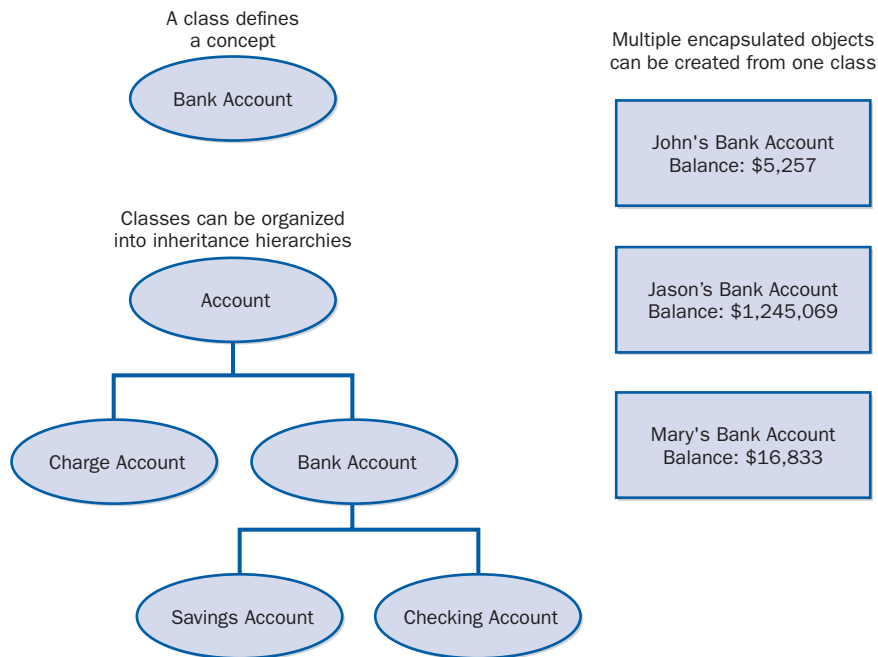 A class defines
a concept
Bank Account
Multiple encapsulated objects
can be created from one class
John's Bank Account
Balance: $5,257
Jason’s Bank Account
Balance: $1,245,069
Mary's Bank Account
Balance: $16,833
Classes can be organized
into inheritance hierarchies
Account
Charge Account
Bank Account
Savings Account
Checking Account